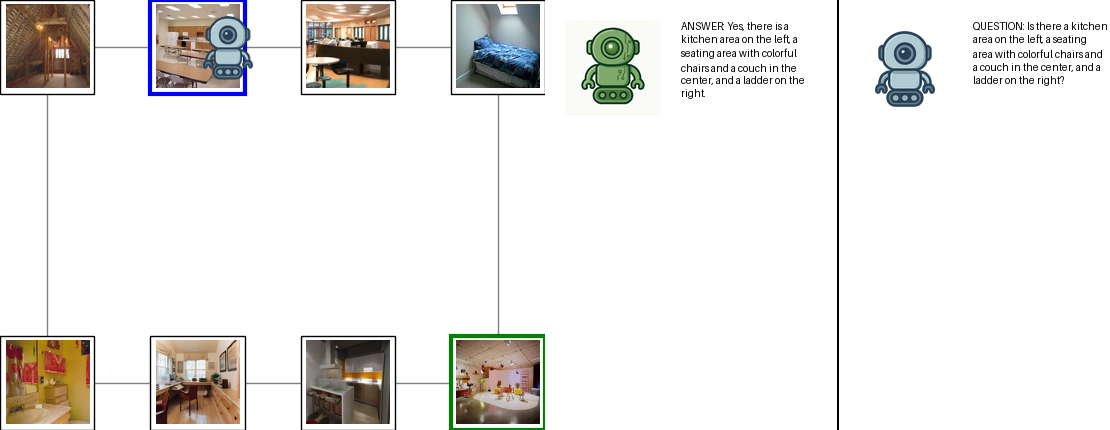 ANSWER: Yes, there is a
kitchen area on the left, a
seating area with colorful
chairs and a couch in the
center, and a ladder on the
right.
QUESTION: Is there a kitchen
area on the left, a seating
area with colorful chairs and
a couch in the center, and a
ladder on the right?